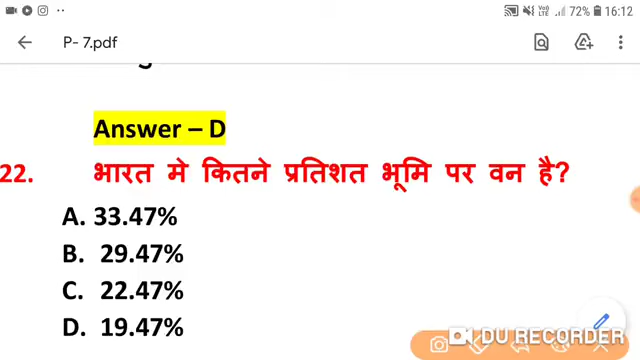 72% 16:12
P- 7.pdf
Answer – D
22. भारत मे कितने प्रतिशत भूमि पर वन है?
A. 33.47%
B. 29.47%
C. 22.47%
D. 19.47%
DU RECORDER